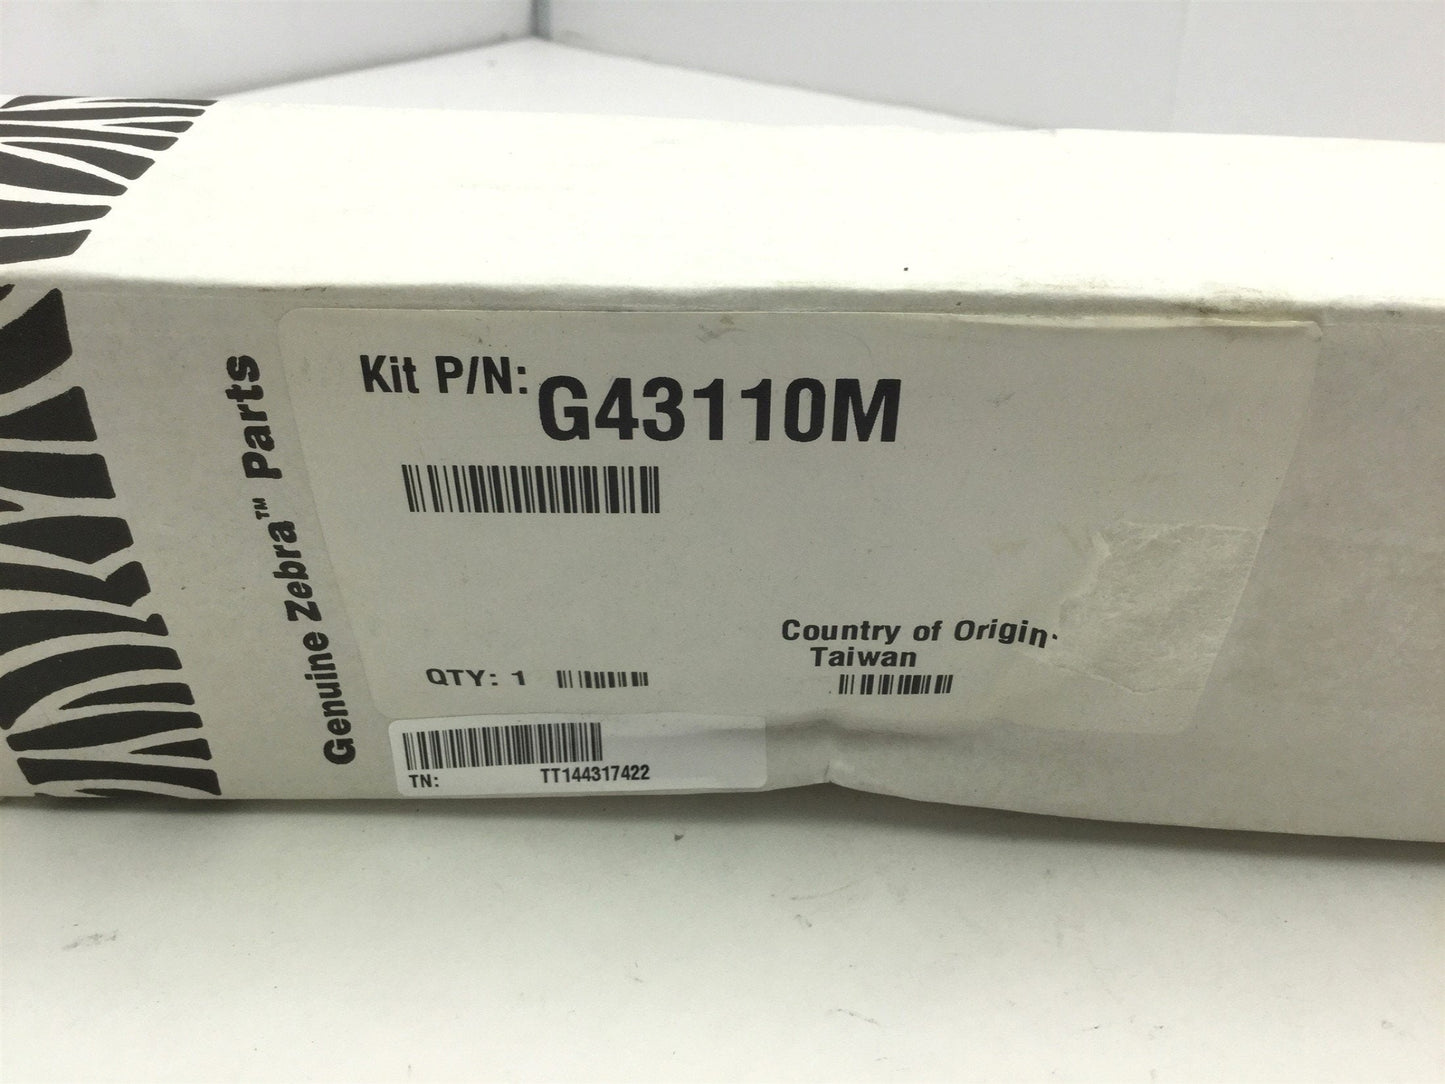 Genuine Zebra™ Parts
Kit P/N: G43110M
QTY: 1
Country of Origin:
Taiwan
TN: TT144317422